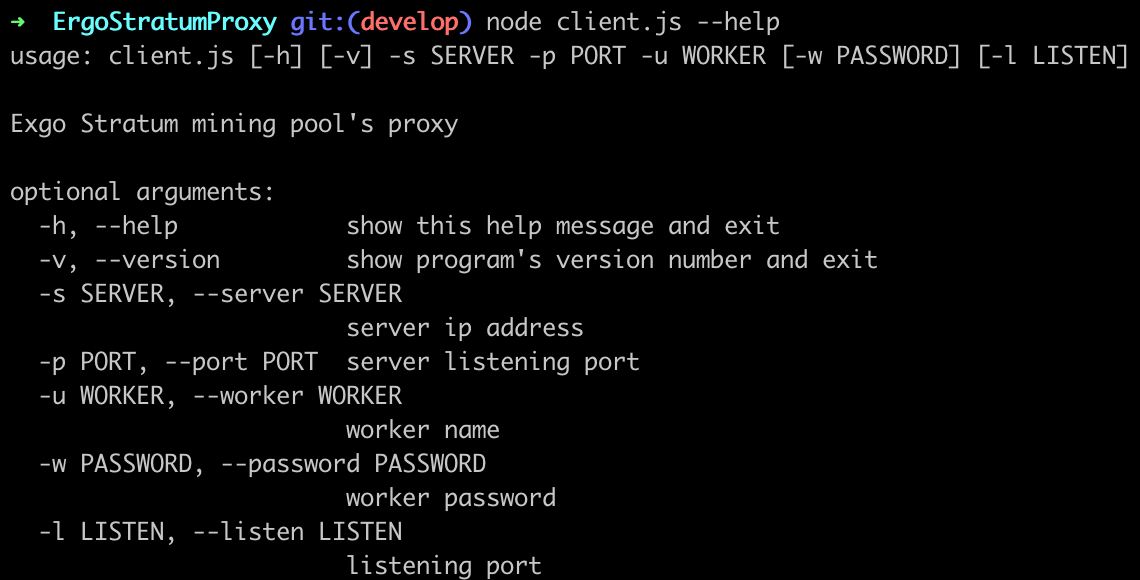 ➜  ErgoStratumProxy git:(develop) node client.js --help
usage: client.js [-h] [-v] -s SERVER -p PORT -u WORKER [-w PASSWORD] [-l LISTEN]

Exgo Stratum mining pool's proxy

optional arguments:
  -h, --help            show this help message and exit
  -v, --version         show program's version number and exit
  -s SERVER, --server SERVER
                        server ip address
  -p PORT, --port PORT  server listening port
  -u WORKER, --worker WORKER
                        worker name
  -w PASSWORD, --password PASSWORD
                        worker password
  -l LISTEN, --listen LISTEN
                        listening port